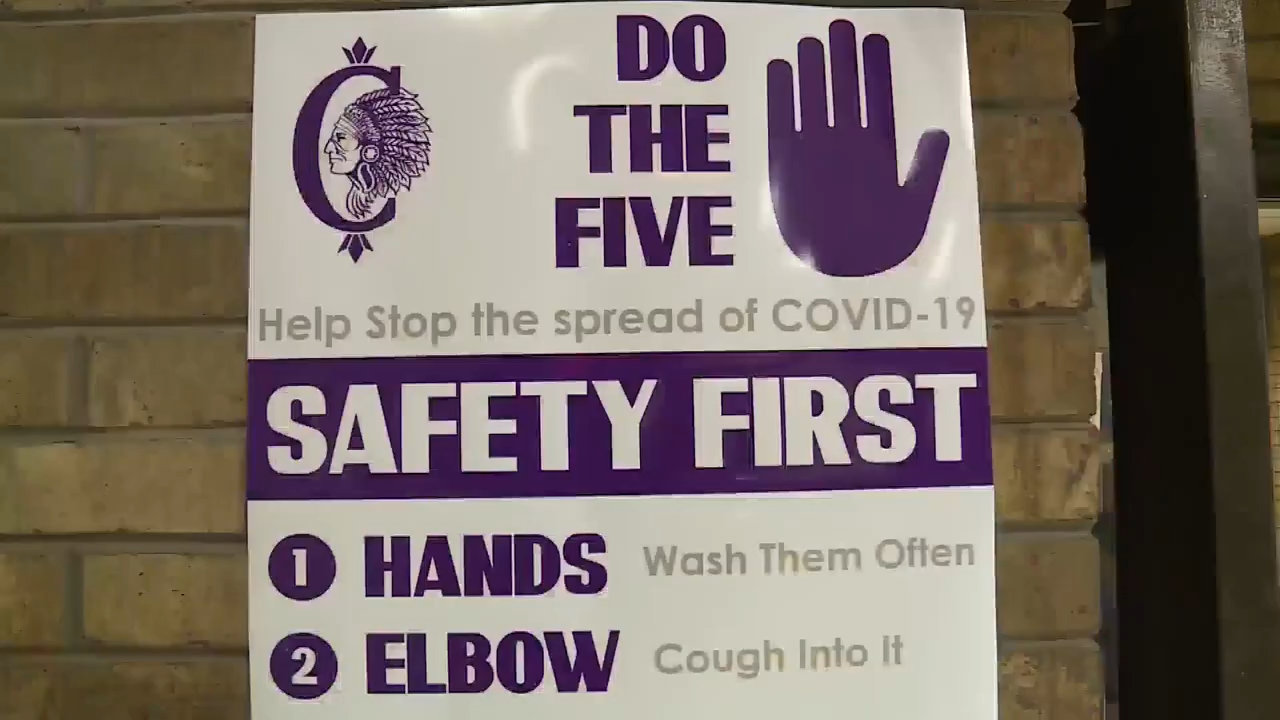 C
DO
THE
FIVE
Help Stop the spread of COVID-19
SAFETY FIRST
1 HANDS Wash Them Often
2 ELBOW Cough Into It